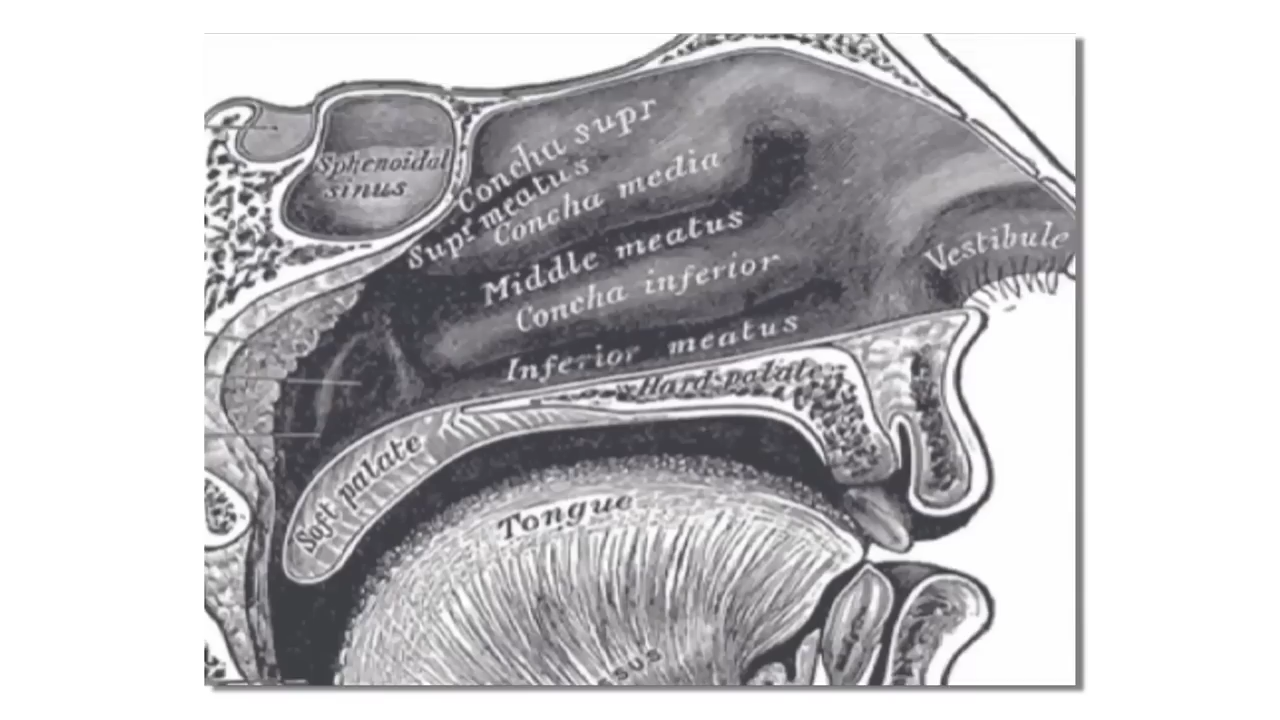 Concha supr
Sphenoidal
sinus
Supr meatus
Concha media
Middle meatus
Vestibule
Concha inferior
Inferior meatus
Hard palate
Soft palate
Tongue